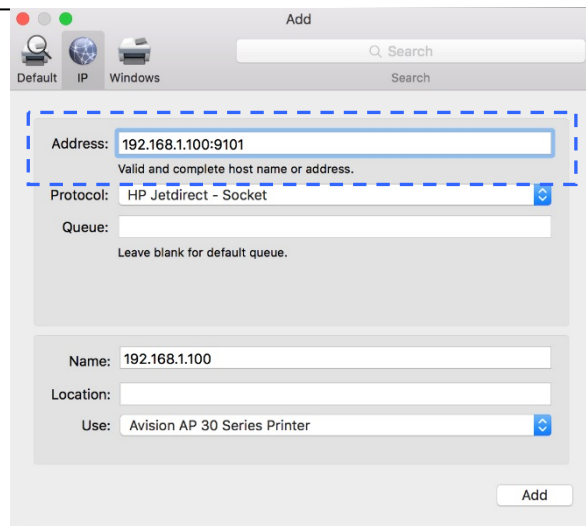 Add
Search
Default IP Windows Search
Address: 192.168.1.100:9101
Valid and complete host name or address.
Protocol: HP Jetdirect - Socket
Queue:
Leave blank for default queue.
Name: 192.168.1.100
Location:
Use: Avision AP 30 Series Printer
Add